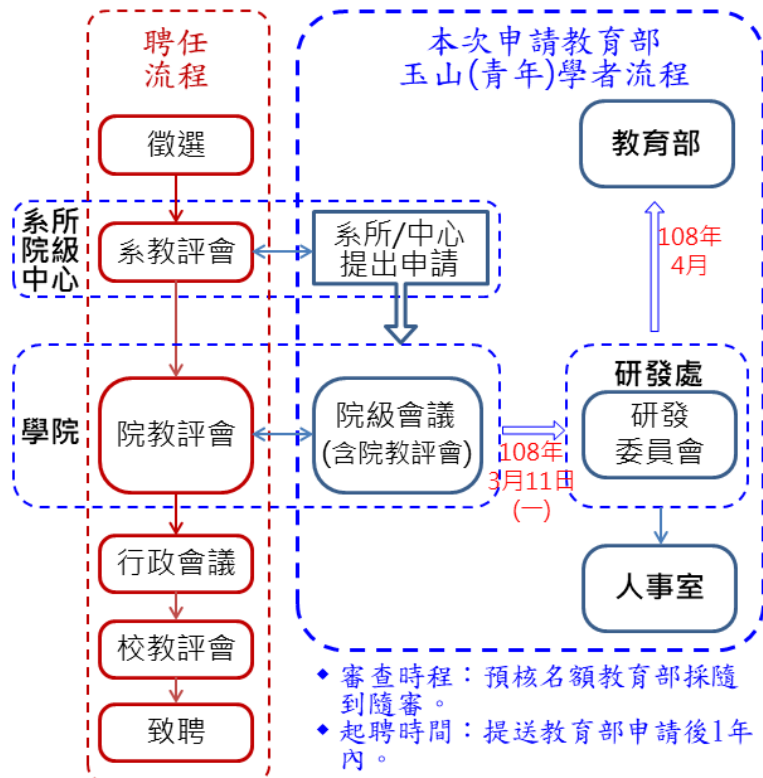 聘任
流程
本次申請教育部
玉山(青年)學者流程
徵選
教育部
系所
院級
中心
系教評會
系所/中心
提出申請
108年
4月
學院
院教評會
院級會議
(含院教評會)
108年
3月11日
(一)
研發處
研發
委員會
行政會議
人事室
校教評會
致聘
◆ 審查時程：預核名額教育部採隨
到隨審。
◆ 起聘時間：提送教育部申請後1年
內。